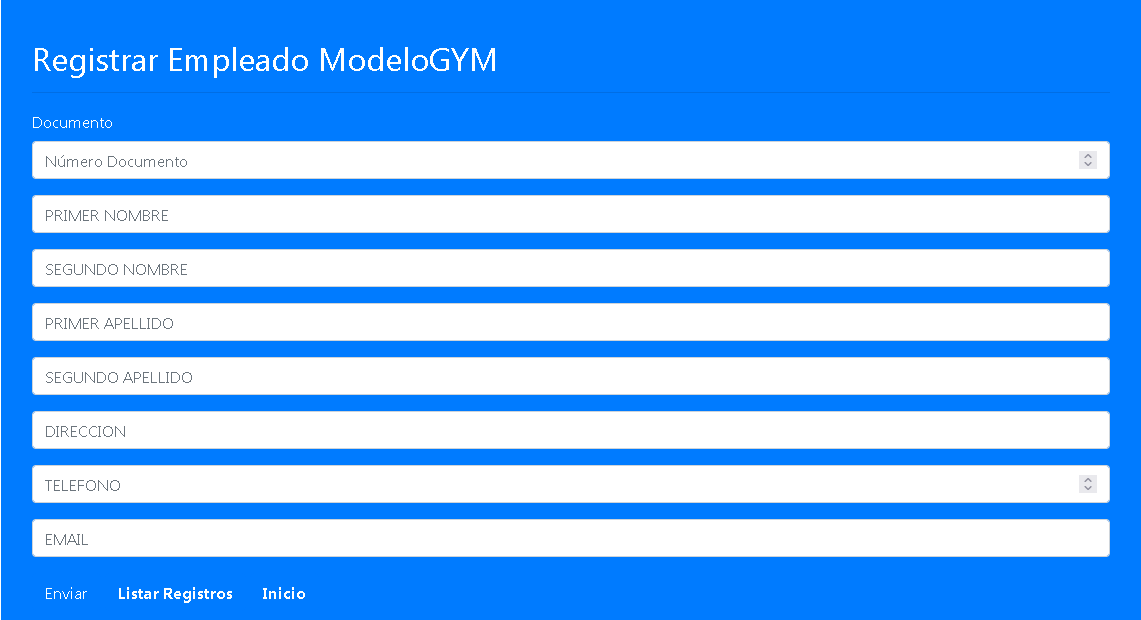 Registrar Empleado ModeloGYM
Documento
Número Documento
PRIMER NOMBRE
SEGUNDO NOMBRE
PRIMER APELLIDO
SEGUNDO APELLIDO
DIRECCION
TELEFONO
EMAIL
Enviar Listar Registros Inicio